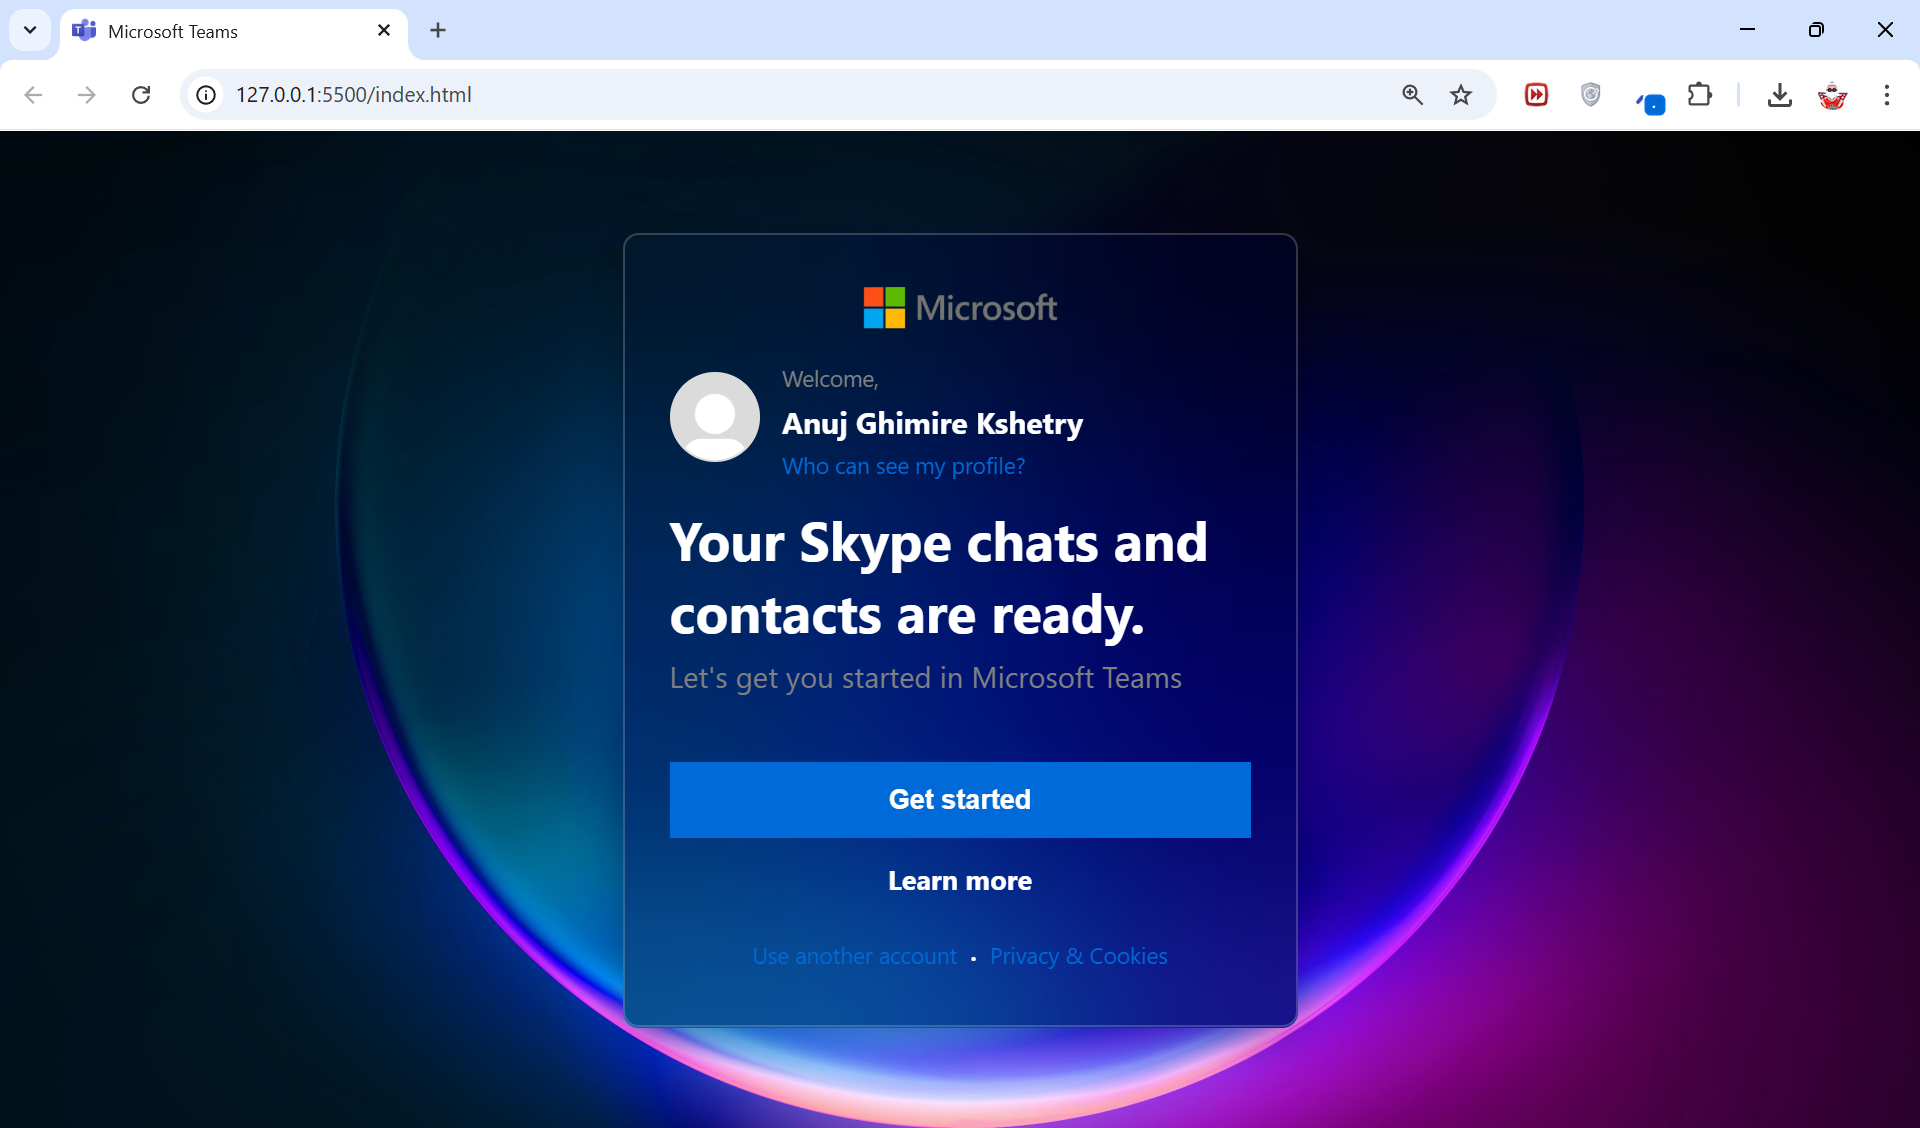 Microsoft Teams
127.0.0.1:5500/index.html
Microsoft
Welcome,
Anuj Ghimire Kshetry
Who can see my profile?
Your Skype chats and
contacts are ready.
Let's get you started in Microsoft Teams
Get started
Learn more
Use another account • Privacy & Cookies